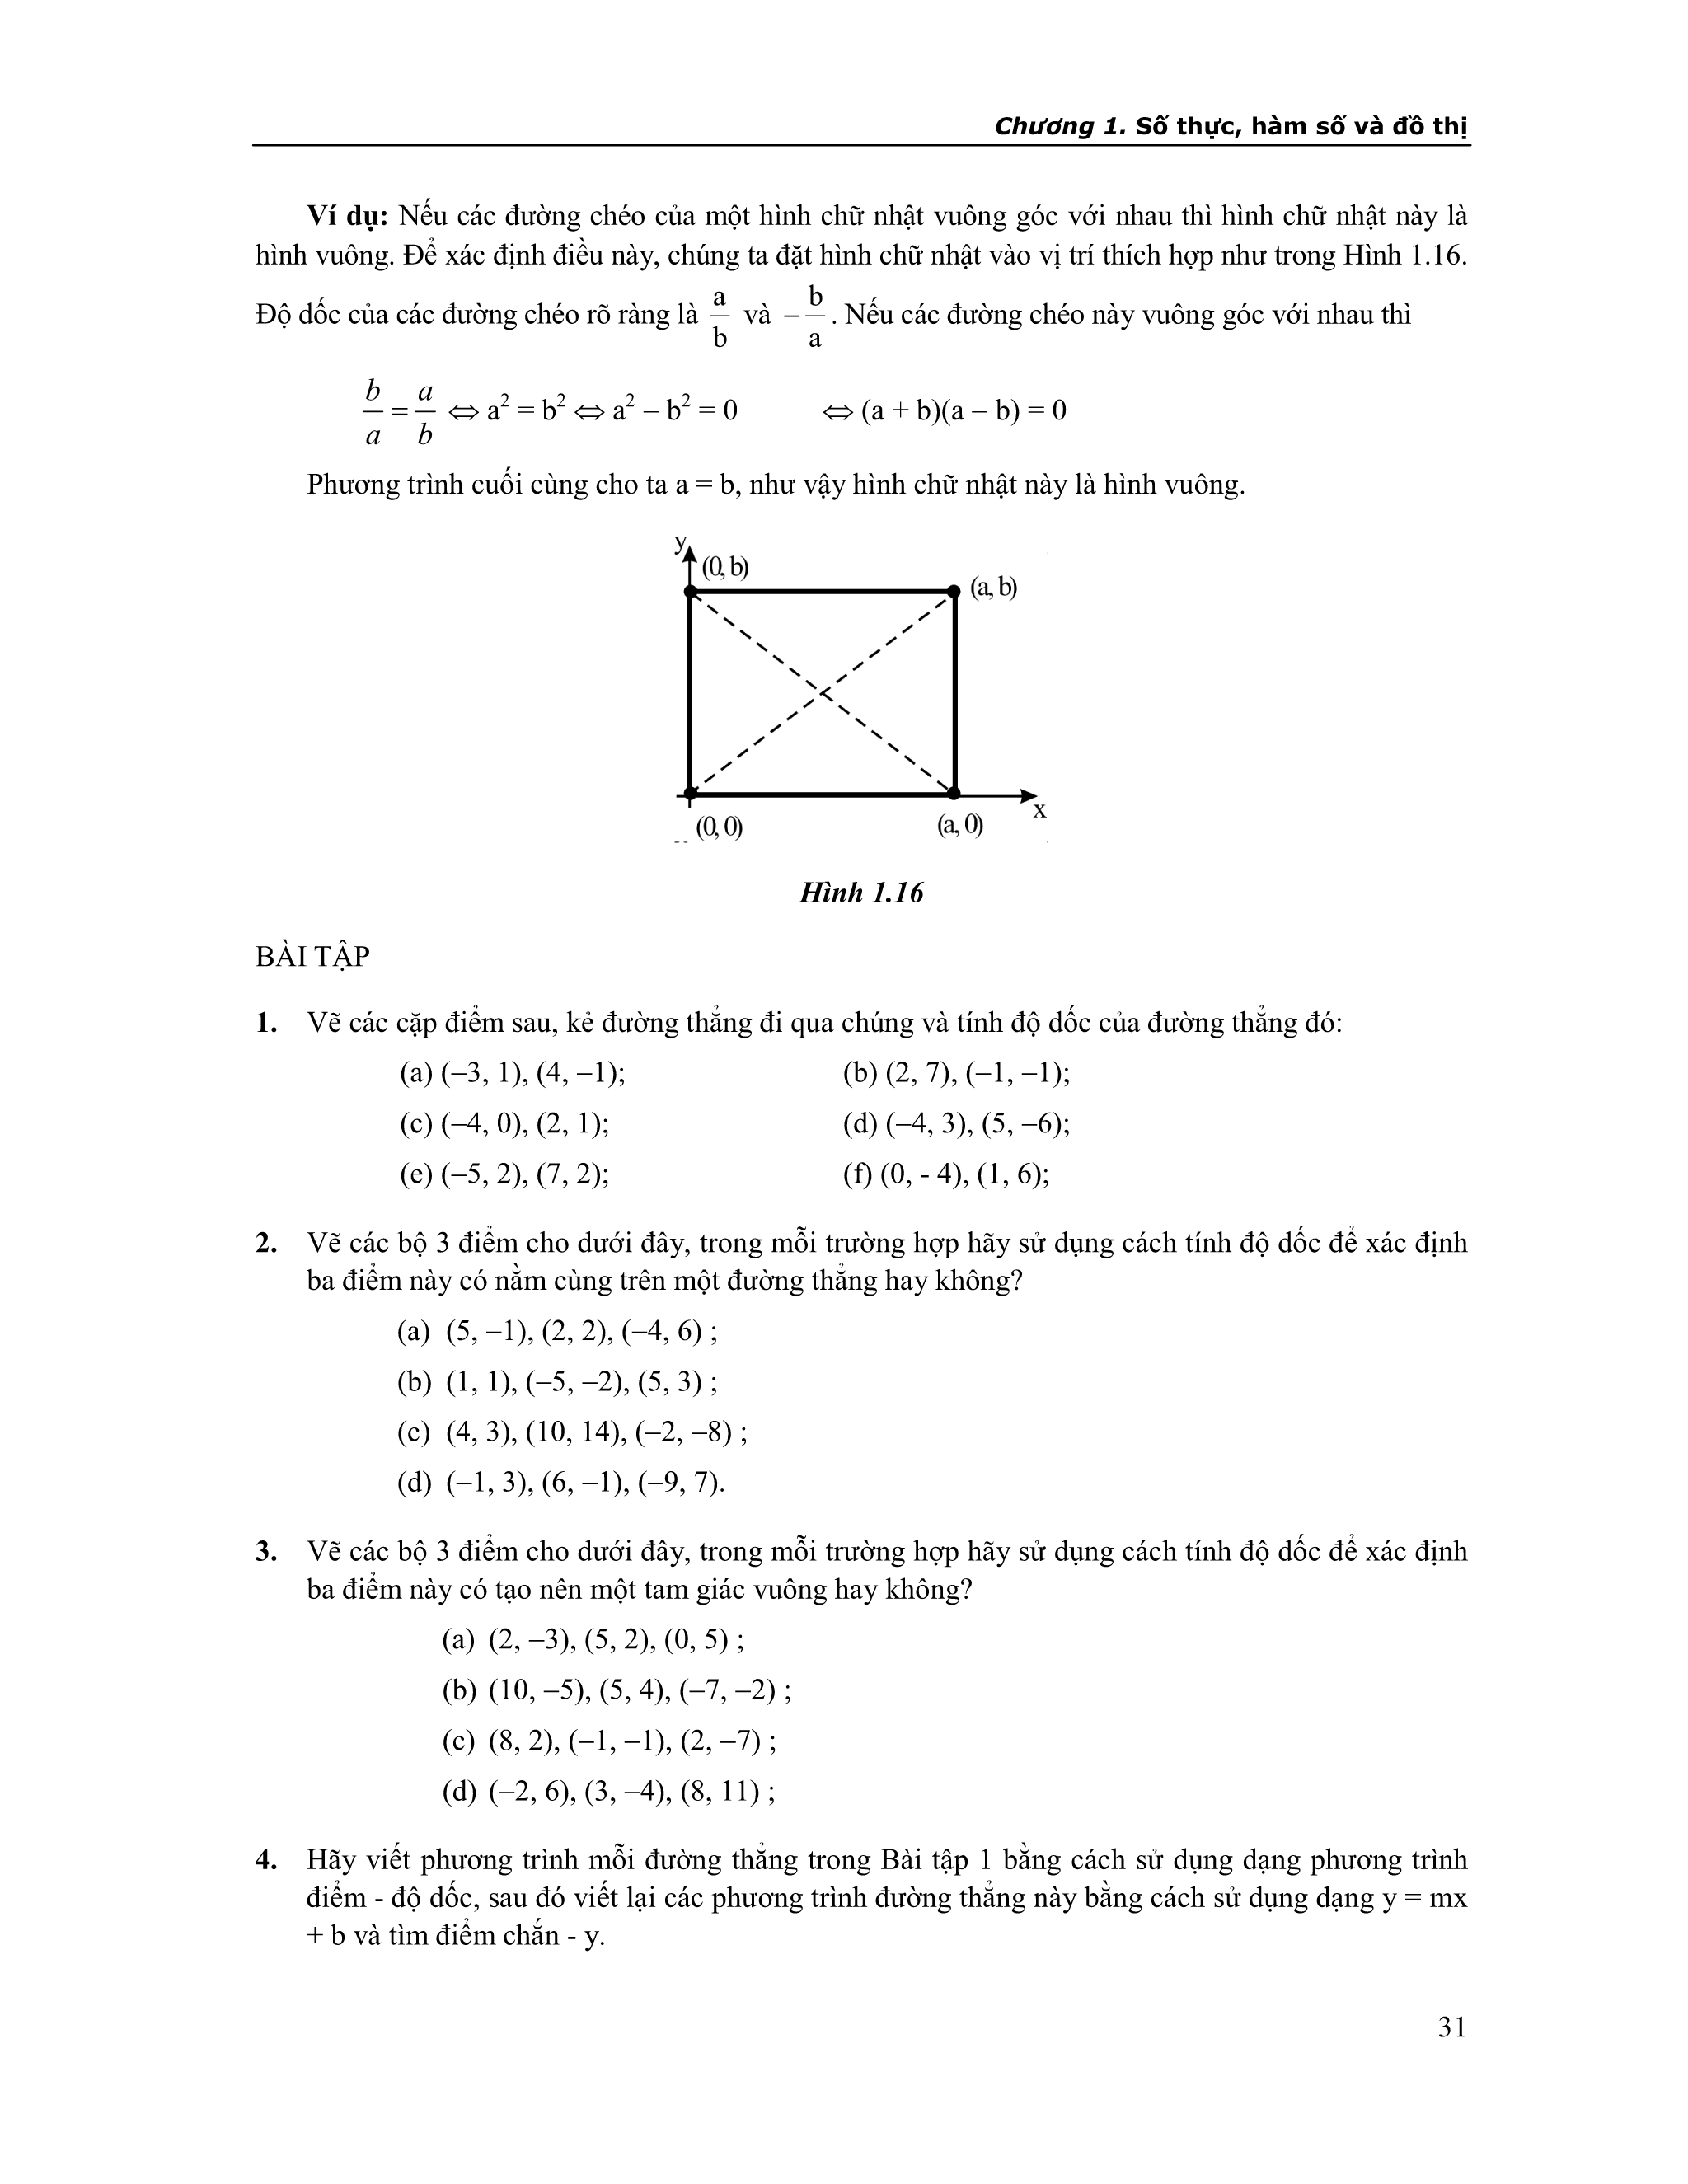 Chương 1. Số thực, hàm số và đồ thị
Ví dụ: Nếu các đường chéo của một hình chữ nhật vuông góc với nhau thì hình chữ nhật này là
hình vuông. Để xác định điều này, chúng ta đặt hình chữ nhật vào vị trí thích hợp như trong Hình 1.16.
Độ dốc của các đường chéo rõ ràng là a/b và −b/a. Nếu các đường chéo này vuông góc với nhau thì
b/a = a/b ⇔ a² = b² ⇔ a² – b² = 0 ⇔ (a + b)(a – b) = 0
Phương trình cuối cùng cho ta a = b, như vậy hình chữ nhật này là hình vuông.
y
(0, b)
(a, b)
x
(0, 0)
(a, 0)
Hình 1.16
BÀI TẬP
1. Vẽ các cặp điểm sau, kẻ đường thẳng đi qua chúng và tính độ dốc của đường thẳng đó:
(a) (−3, 1), (4, −1); (b) (2, 7), (−1, −1);
(c) (−4, 0), (2, 1); (d) (−4, 3), (5, −6);
(e) (−5, 2), (7, 2); (f) (0, - 4), (1, 6);
2. Vẽ các bộ 3 điểm cho dưới đây, trong mỗi trường hợp hãy sử dụng cách tính độ dốc để xác định
ba điểm này có nằm cùng trên một đường thẳng hay không?
(a) (5, −1), (2, 2), (−4, 6) ;
(b) (1, 1), (−5, −2), (5, 3) ;
(c) (4, 3), (10, 14), (−2, −8) ;
(d) (−1, 3), (6, −1), (−9, 7).
3. Vẽ các bộ 3 điểm cho dưới đây, trong mỗi trường hợp hãy sử dụng cách tính độ dốc để xác định
ba điểm này có tạo nên một tam giác vuông hay không?
(a) (2, −3), (5, 2), (0, 5) ;
(b) (10, −5), (5, 4), (−7, −2) ;
(c) (8, 2), (−1, −1), (2, −7) ;
(d) (−2, 6), (3, −4), (8, 11) ;
4. Hãy viết phương trình mỗi đường thẳng trong Bài tập 1 bằng cách sử dụng dạng phương trình
điểm - độ dốc, sau đó viết lại các phương trình đường thẳng này bằng cách sử dụng dạng y = mx
+ b và tìm điểm chắn - y.
31